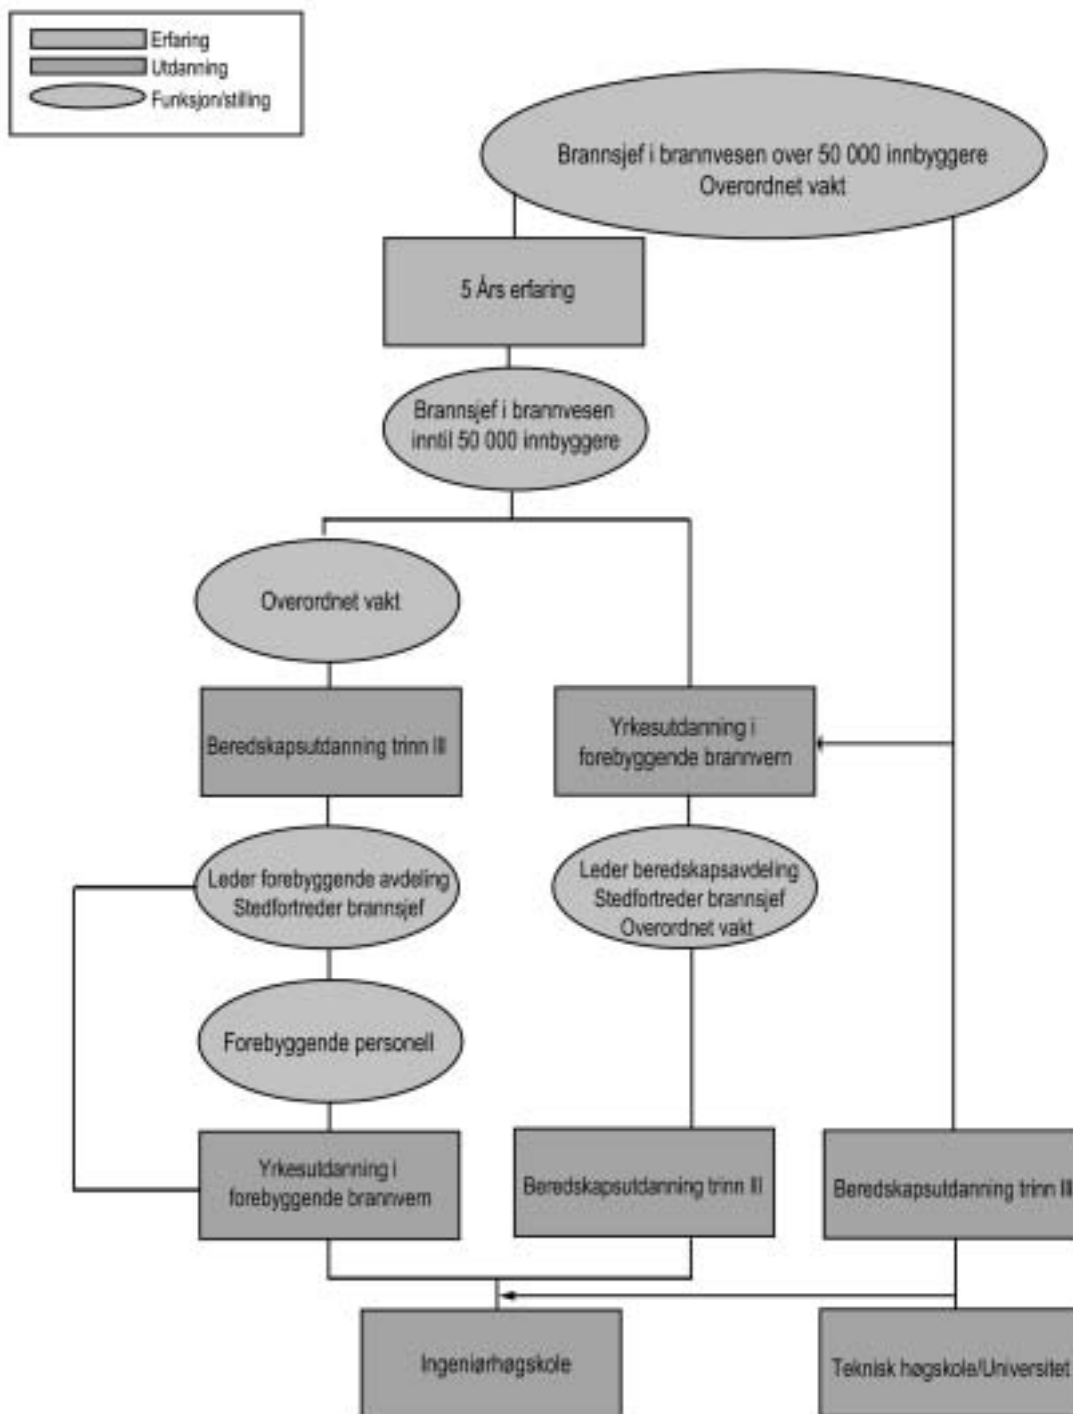 Erfaring
Utdanning
Funksjon/stilling
Brannsjef i brannvesen over 50 000 innbyggere
Overordnet vakt
5 Års erfaring
Brannsjef i brannvesen
inntil 50 000 innbyggere
Overordnet vakt
Beredskapsutdanning trinn III
Yrkesutdanning i
forebyggende brannvern
Leder forebyggende avdeling
Stedfortreder brannsjef
Leder beredskapsavdeling
Stedfortreder brannsjef
Overordnet vakt
Forebyggende personell
Yrkesutdanning i
forebyggende brannvern
Beredskapsutdanning trinn III
Beredskapsutdanning trinn III
Ingeniørhøgskole
Teknisk høgskole/Universitet